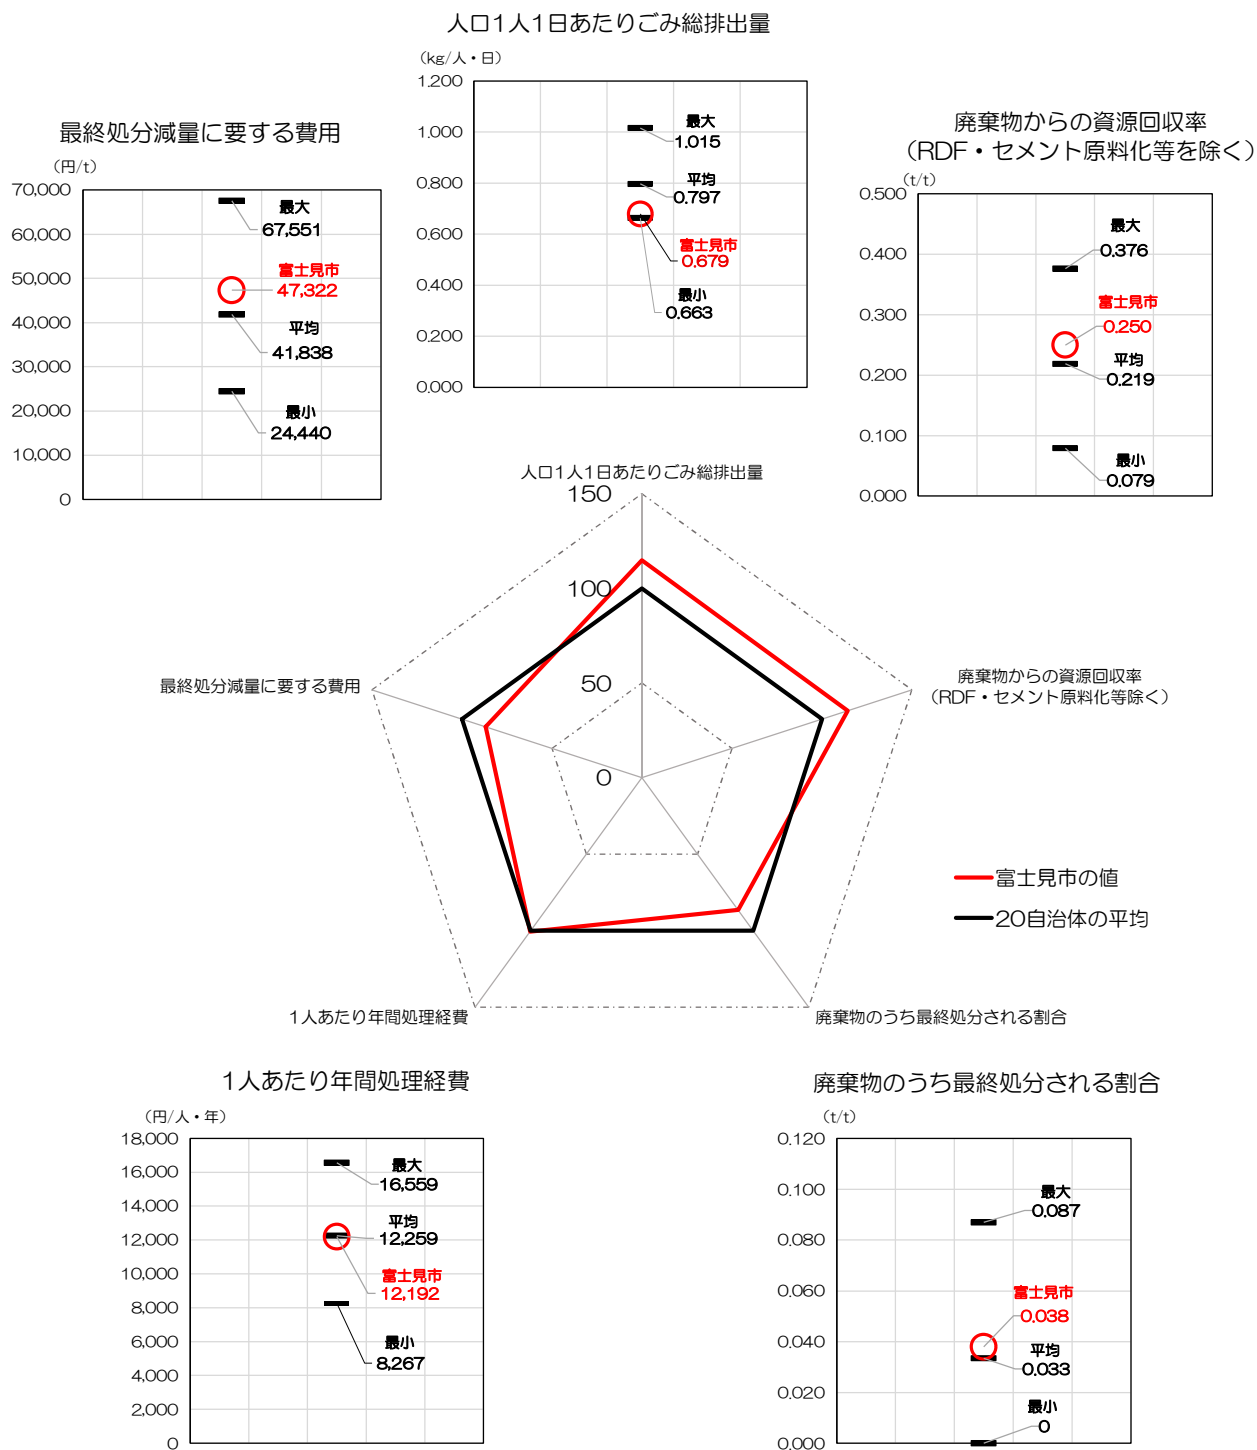 人口1人1日あたりごみ総排出量
（kg/人・日）
1.200
1.000
0.800
0.600
0.400
0.200
0.000
最大
1.015
平均
0.797
富士見市
0.679
最小
0.663
最終処分減量に要する費用
（円/t）
70,000
60,000
50,000
40,000
30,000
20,000
10,000
0
最大
67,551
富士見市
47,322
平均
41,838
最小
24,440
廃棄物からの資源回収率
（RDF・セメント原料化等を除く）
（t/t）
0.500
0.400
0.300
0.200
0.100
0.000
最大
0.376
富士見市
0.250
平均
0.219
最小
0.079
人口1人1日あたりごみ総排出量
150
100
50
0
最終処分減量に要する費用
廃棄物からの資源回収率
（RDF・セメント原料化等除く）
1人あたり年間処理経費
廃棄物のうち最終処分される割合
富士見市の値
20自治体の平均
1人あたり年間処理経費
（円/人・年）
18,000
16,000
14,000
12,000
10,000
8,000
6,000
4,000
2,000
0
最大
16,559
平均
12,259
富士見市
12,192
最小
8,267
廃棄物のうち最終処分される割合
（t/t）
0.120
0.100
0.080
0.060
0.040
0.020
0.000
最大
0.087
富士見市
0.038
平均
0.033
最小
0